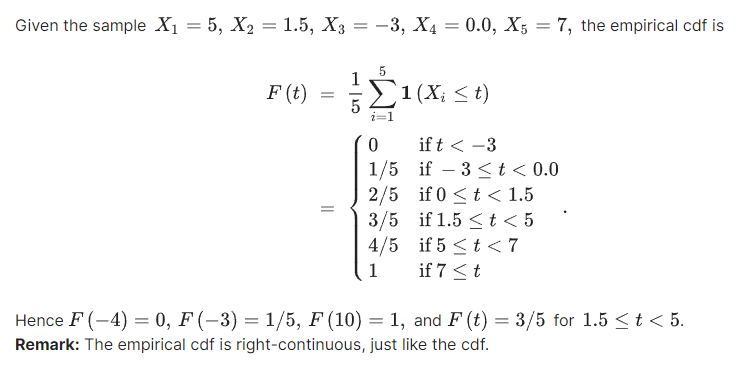 Given the sample X₁ = 5, X₂ = 1.5, X₃ = −3, X₄ = 0.0, X₅ = 7, the empirical cdf is
F (t) = 1/5 ∑_{i=1}^{5} 1 (Xᵢ ≤ t)
= { 0 if t < −3
1/5 if − 3 ≤ t < 0.0
2/5 if 0 ≤ t < 1.5
3/5 if 1.5 ≤ t < 5
4/5 if 5 ≤ t < 7
1 if 7 ≤ t .
Hence F (−4) = 0, F (−3) = 1/5, F (10) = 1, and F (t) = 3/5 for 1.5 ≤ t < 5.
Remark: The empirical cdf is right-continuous, just like the cdf.